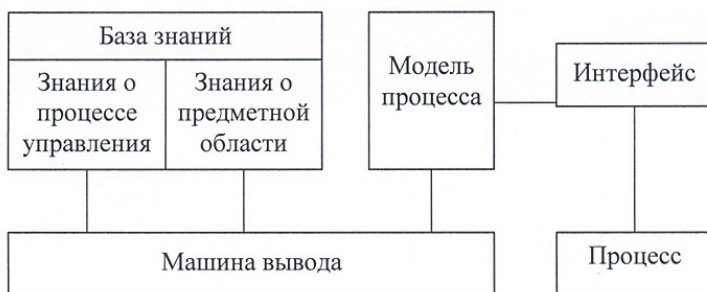 База знаний
Знания о
процессе
управления
Знания о
предметной
области
Модель
процесса
Интерфейс
Машина вывода
Процесс